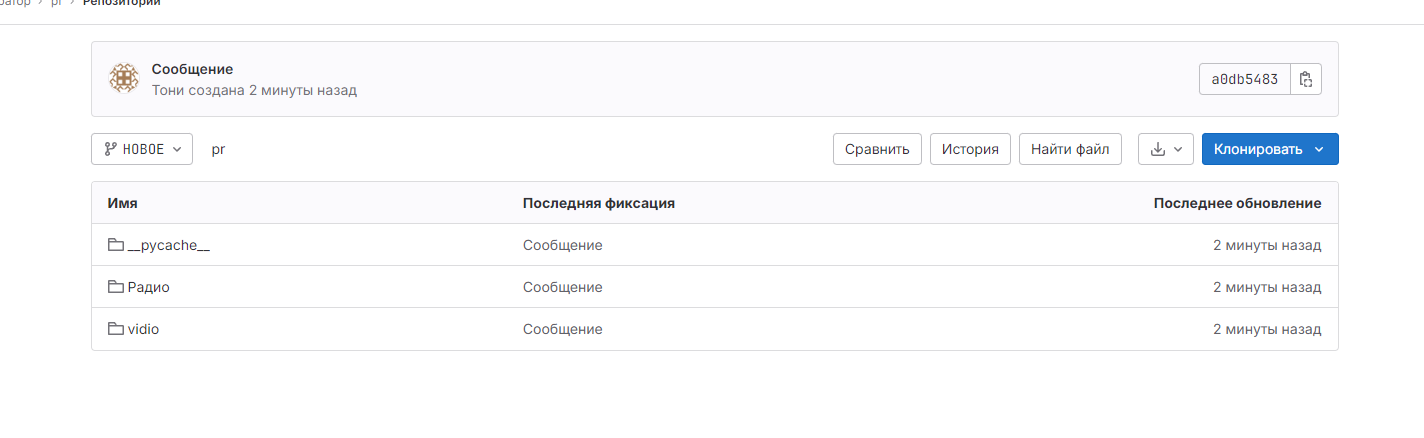 pr › Репозиторий
Сообщение
Тони создана 2 минуты назад
a0db5483
НОВОЕ
pr
Сравнить
История
Найти файл
Клонировать
Имя Последняя фиксация Последнее обновление
__pycache__ Сообщение 2 минуты назад
Радио Сообщение 2 минуты назад
vidio Сообщение 2 минуты назад